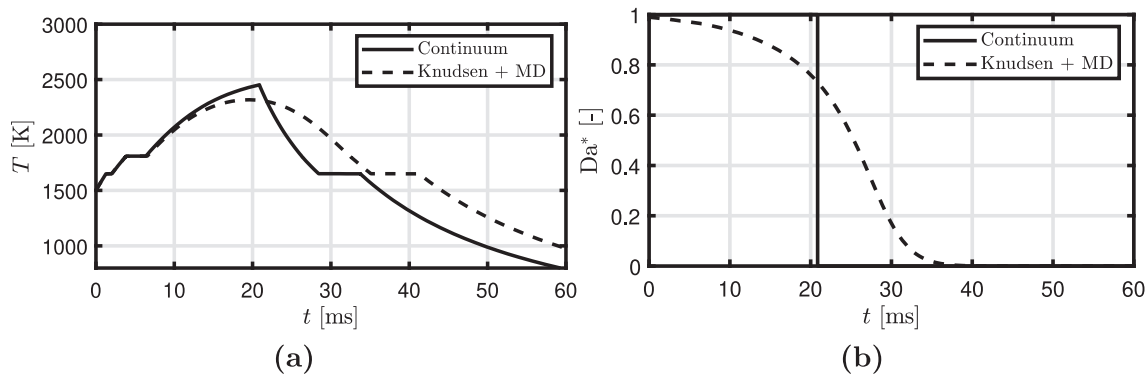 3000
2500
2000
1500
1000
T [K]
0 10 20 30 40 50 60
t [ms]
Continuum
Knudsen + MD
(a)
1
0.8
0.6
0.4
0.2
0
Da* [-]
0 10 20 30 40 50 60
t [ms]
Continuum
Knudsen + MD
(b)